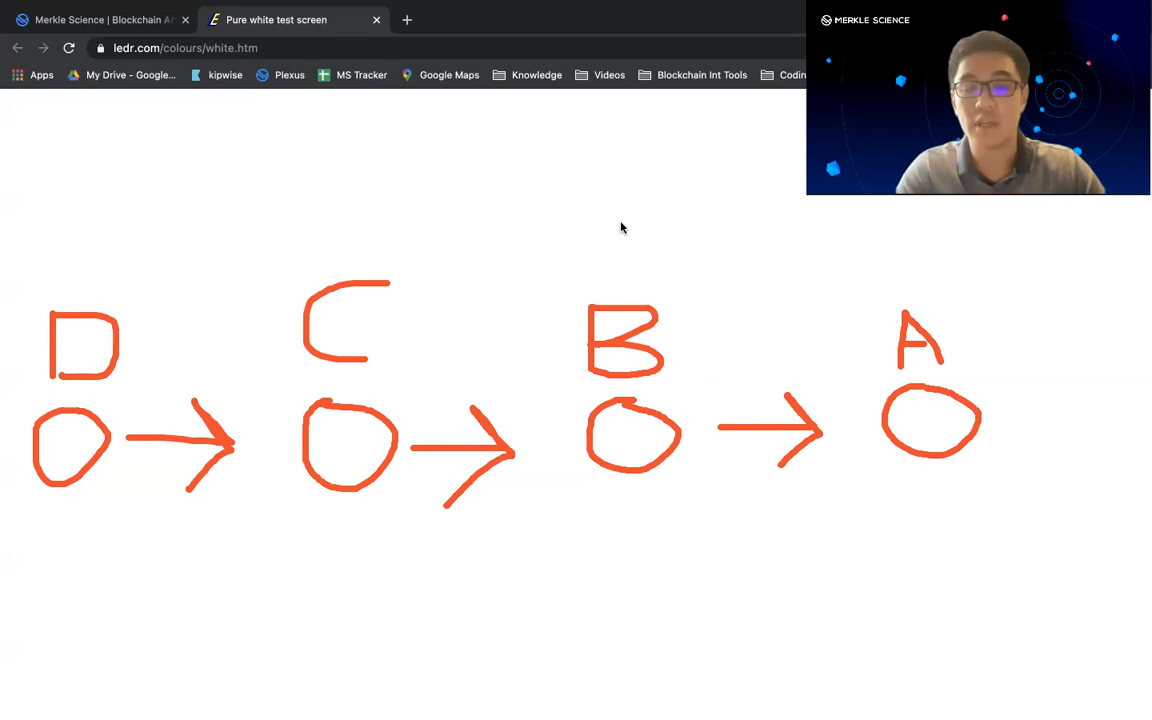 Merkle Science | Blockchain A
Pure white test screen
ledr.com/colours/white.htm
Apps
My Drive - Google...
kipwise
Plexus
MS Tracker
Google Maps
Knowledge
Videos
Blockchain Int Tools
Codin
MERKLE SCIENCE
D C B A